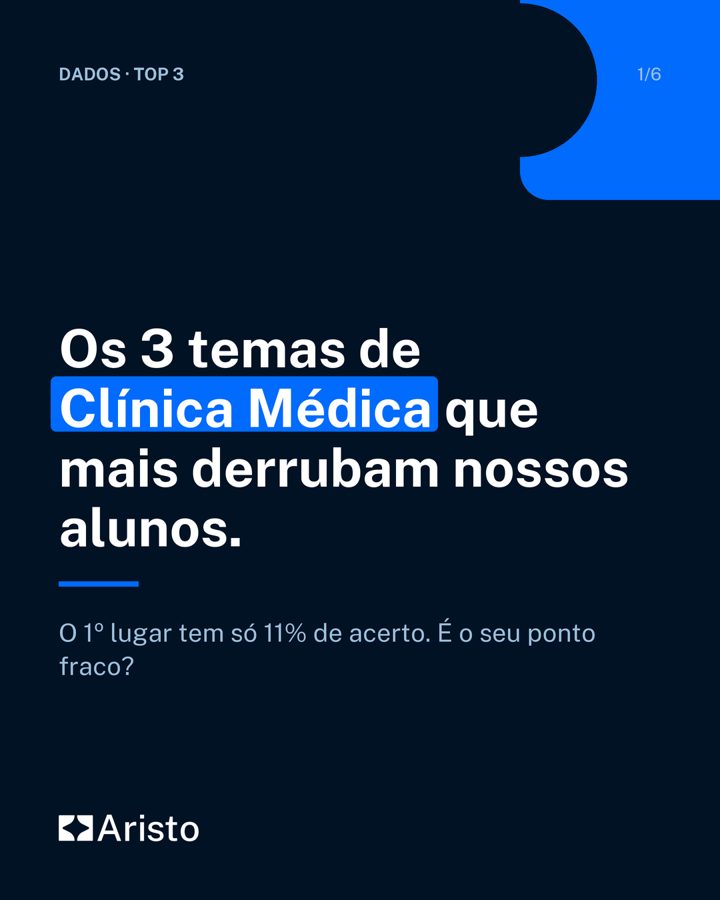 DADOS · TOP 3
1/6
Os 3 temas de
Clínica Médica que
mais derrubam nossos
alunos.
O 1º lugar tem só 11% de acerto. É o seu ponto
fraco?
Aristo